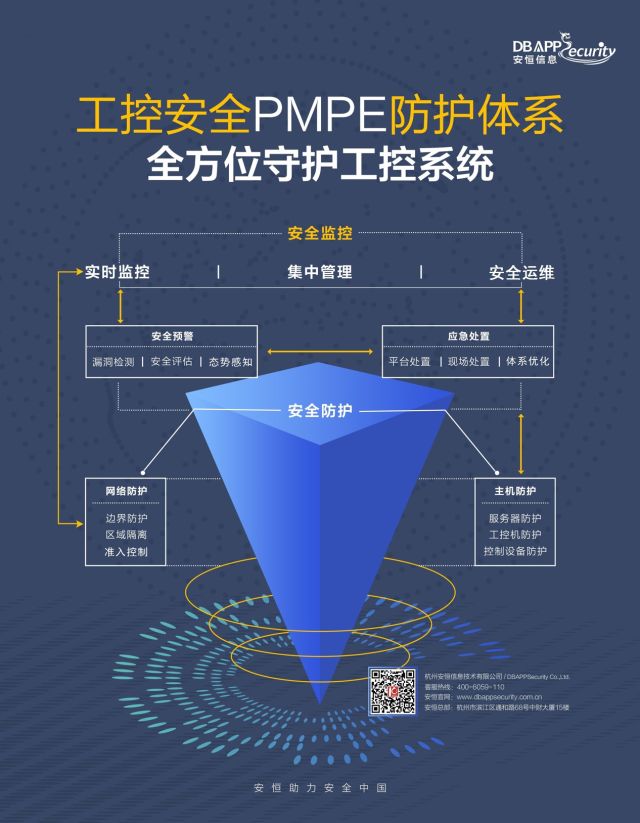 DBAPPSecurity
安恒信息
工控安全PMPE防护体系
全方位守护工控系统
安全监控
实时监控 | 集中管理 | 安全运维
安全预警
漏洞检测 | 安全评估 | 态势感知
应急处置
平台处置 | 现场处置 | 体系优化
安全防护
网络防护
边界防护
区域隔离
准入控制
主机防护
服务器防护
工控机防护
控制设备防护
杭州安恒信息技术有限公司 / DBAPPSecurity Co.,Ltd.
客服热线：400-6059-110
安恒官网：www.dbappsecurity.com.cn
安恒总部：杭州市滨江区通和路68号中财大厦15楼
安恒助力安全中国